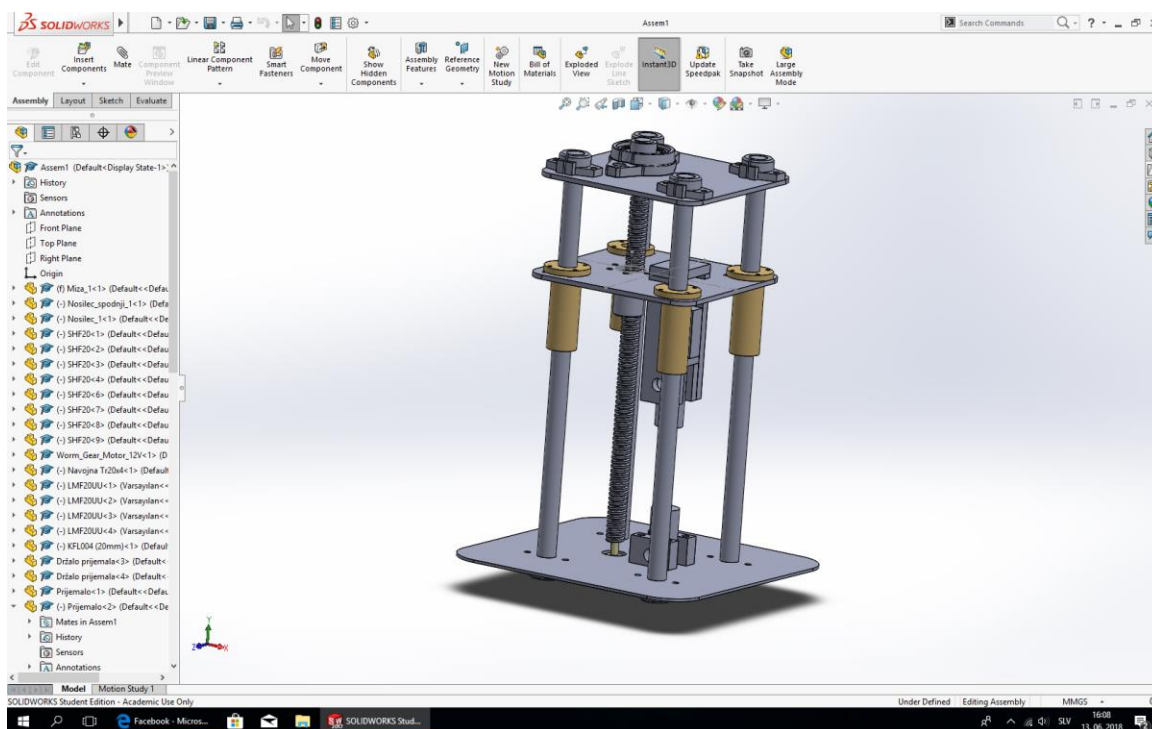 SOLIDWORKS
Assem1
Search Commands
Edit Component
Insert Components
Mate
Component Preview Window
Linear Component Pattern
Smart Fasteners
Move Component
Show Hidden Components
Assembly Features
Reference Geometry
New Motion Study
Bill of Materials
Exploded View
Explode Line Sketch
Instant3D
Update Speedpak
Take Snapshot
Large Assembly Mode
Assembly Layout Sketch Evaluate
Assem1 (Default<Display State-1>
History
Sensors
Annotations
Front Plane
Top Plane
Right Plane
Origin
(f) Miza_1<1> (Default<<Defau
(-) Nosilec_spodnji_1<1> (Defa
(-) Nosilec_1<1> (Default<<De
(-) SHF20<1> (Default<<Defau
(-) SHF20<2> (Default<<Defau
(-) SHF20<3> (Default<<Defau
(-) SHF20<4> (Default<<Defau
(-) SHF20<6> (Default<<Defau
(-) SHF20<7> (Default<<Defau
(-) SHF20<8> (Default<<Defau
(-) SHF20<9> (Default<<Defau
Worm_Gear_Motor_12V<1> (D
(-) Navojna Tr20x4<1> (Default
(-) LMF20UU<1> (Varsayılan<<
(-) LMF20UU<2> (Varsayılan<<
(-) LMF20UU<3> (Varsayılan<<
(-) LMF20UU<4> (Varsayılan<<
(-) KFL004 (20mm)<1> (Defaul
Držalo prijemala<3> (Default<
Držalo prijemala<4> (Default<
Prijemalo<1> (Default<<Defau
(-) Prijemalo<2> (Default<<De
Mates in Assem1
History
Sensors
Annotations
Y
Z X
Model Motion Study 1
SOLIDWORKS Student Edition - Academic Use Only
Under Defined Editing Assembly MMGS
Facebook - Micros...
SOLIDWORKS Stud...
SLV
16:08
13. 06. 2018